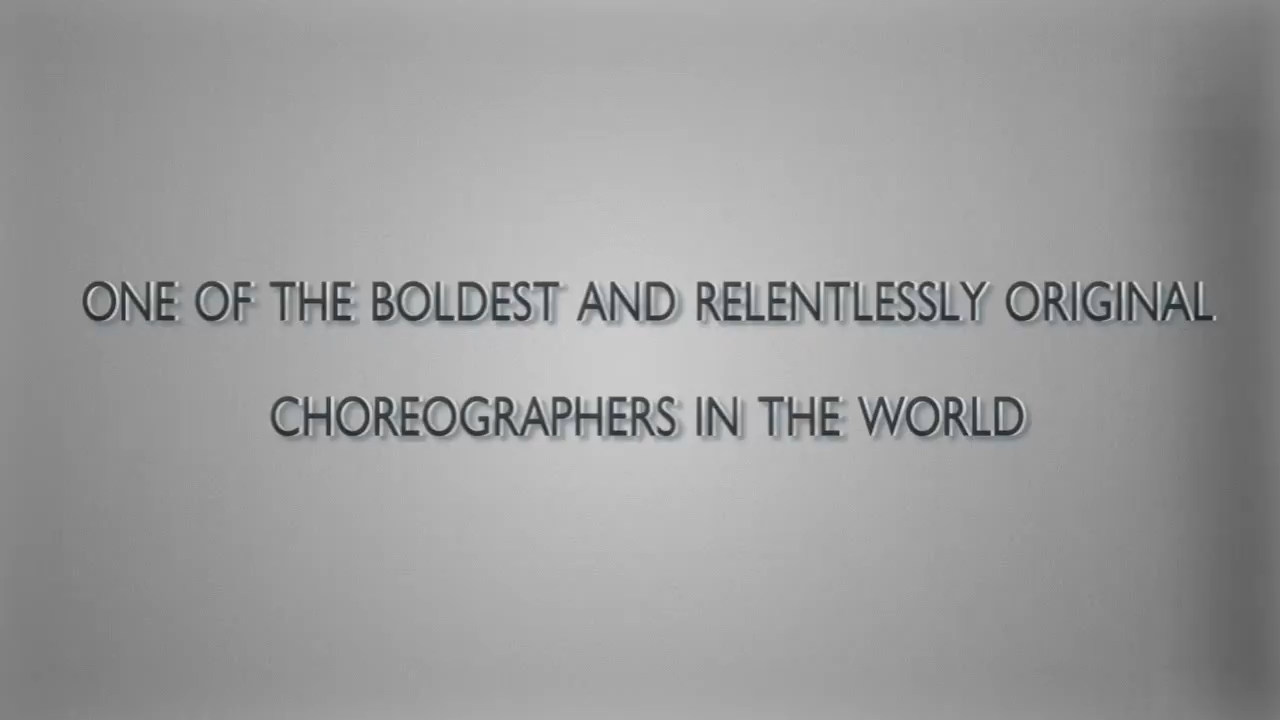 ONE OF THE BOLDEST AND RELENTLESSLY ORIGINAL
CHOREOGRAPHERS IN THE WORLD